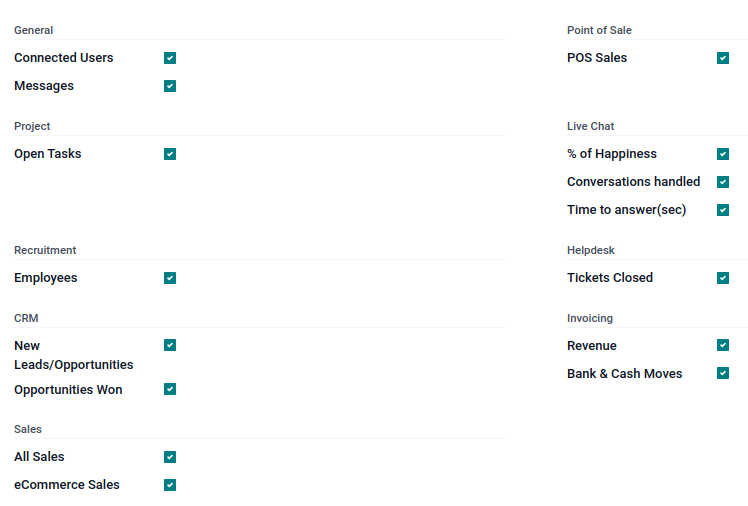 General
Connected Users
Messages
Point of Sale
POS Sales
Project
Open Tasks
Live Chat
% of Happiness
Conversations handled
Time to answer(sec)
Recruitment
Employees
Helpdesk
Tickets Closed
CRM
New
Leads/Opportunities
Opportunities Won
Invoicing
Revenue
Bank & Cash Moves
Sales
All Sales
eCommerce Sales